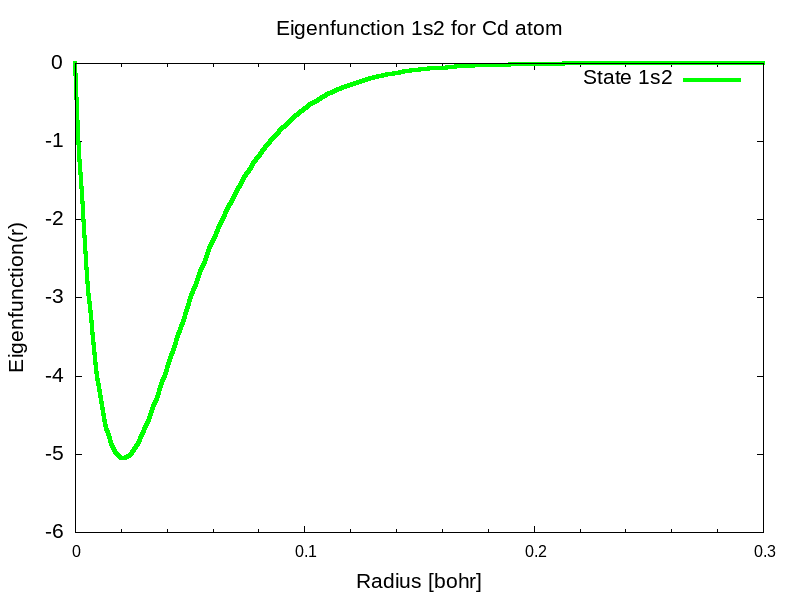 Eigenfunction 1s2 for Cd atom
0
State 1s2
-1
-2
-3
-4
-5
-6
Eigenfunction(r)
0 0.1 0.2 0.3
Radius [bohr]